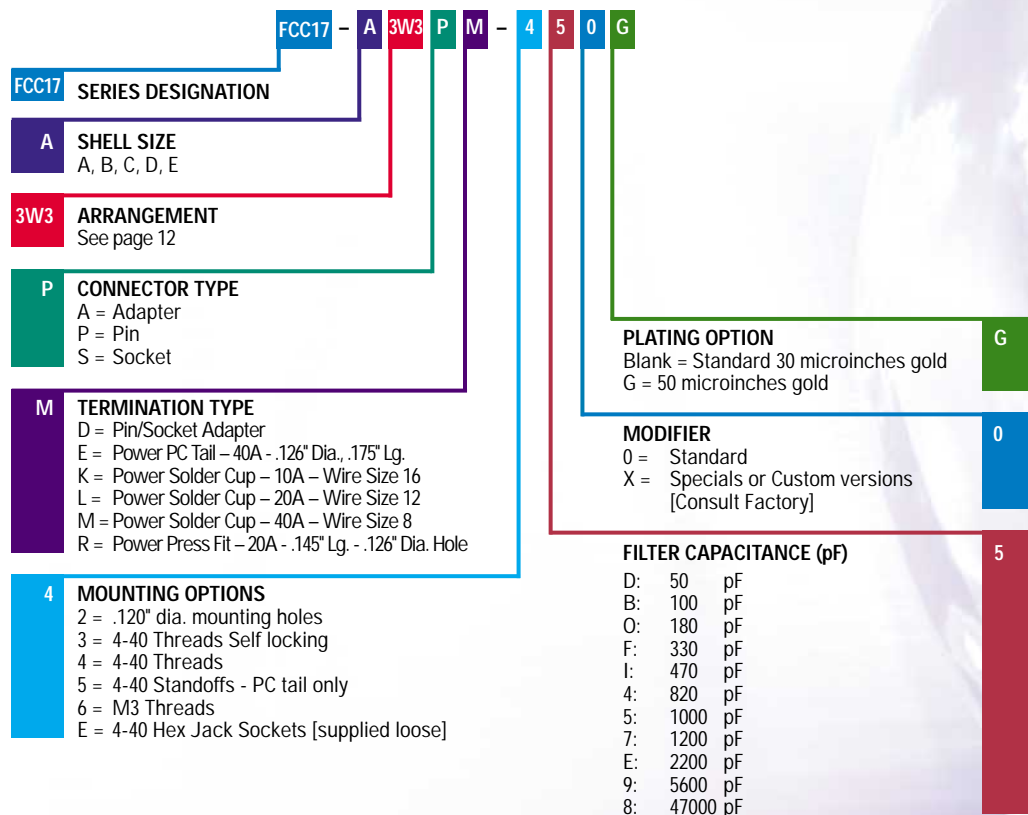 FCC17 – A 3W3 P M – 4 5 0 G
FCC17 SERIES DESIGNATION
A SHELL SIZE
A, B, C, D, E
3W3 ARRANGEMENT
See page 12
P CONNECTOR TYPE
A = Adapter
P = Pin
S = Socket
M TERMINATION TYPE
D = Pin/Socket Adapter
E = Power PC Tail – 40A - .126" Dia., .175" Lg.
K = Power Solder Cup – 10A – Wire Size 16
L = Power Solder Cup – 20A – Wire Size 12
M = Power Solder Cup – 40A – Wire Size 8
R = Power Press Fit – 20A - .145" Lg. - .126" Dia. Hole
4 MOUNTING OPTIONS
2 = .120" dia. mounting holes
3 = 4-40 Threads Self locking
4 = 4-40 Threads
5 = 4-40 Standoffs - PC tail only
6 = M3 Threads
E = 4-40 Hex Jack Sockets [supplied loose]
PLATING OPTION G
Blank = Standard 30 microinches gold
G = 50 microinches gold
MODIFIER 0
0 = Standard
X = Specials or Custom versions
[Consult Factory]
FILTER CAPACITANCE (pF) 5
D: 50 pF
B: 100 pF
O: 180 pF
F: 330 pF
I: 470 pF
4: 820 pF
5: 1000 pF
7: 1200 pF
E: 2200 pF
9: 5600 pF
8: 47000 pF